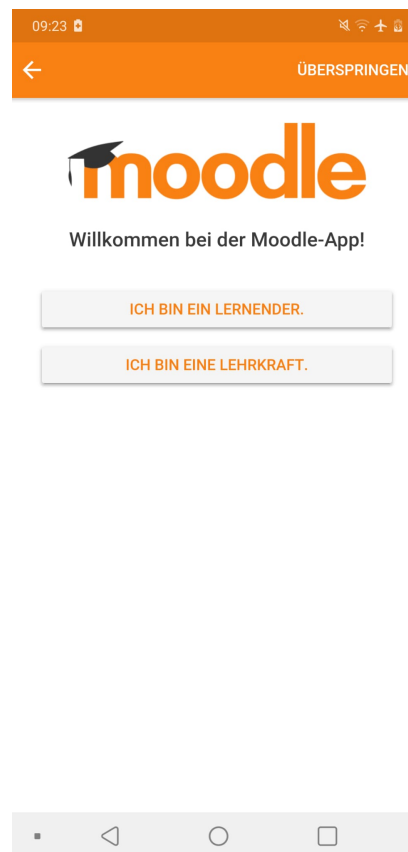 09:23
ÜBERSPRINGEN
moodle
Willkommen bei der Moodle-App!
ICH BIN EIN LERNENDER.
ICH BIN EINE LEHRKRAFT.